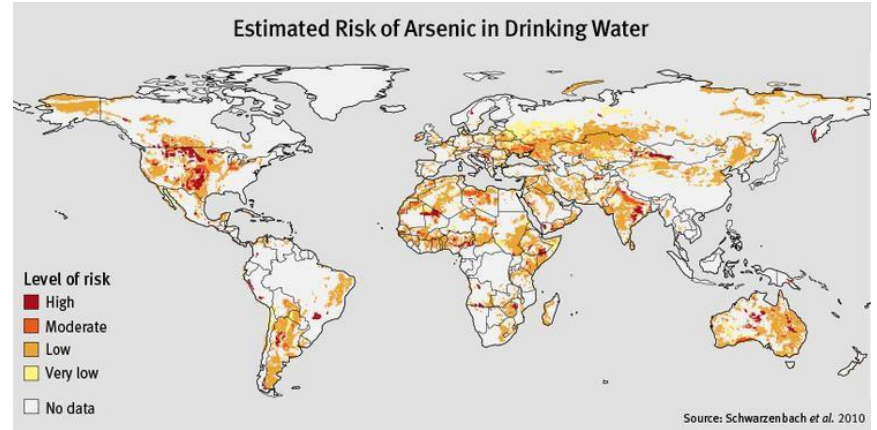 Estimated Risk of Arsenic in Drinking Water
Level of risk
High
Moderate
Low
Very low
No data
Source: Schwarzenbach et al. 2010